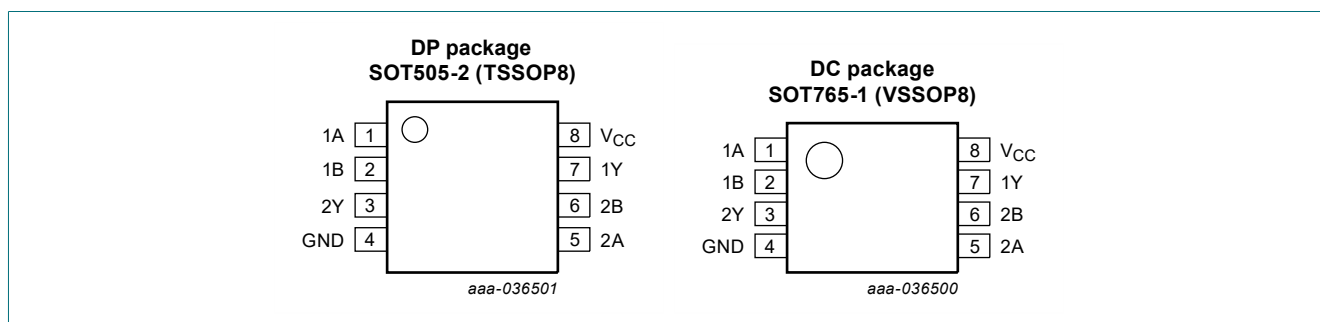 DP package
SOT505-2 (TSSOP8)
1A 1 8 VCC
1B 2 7 1Y
2Y 3 6 2B
GND 4 5 2A
aaa-036501
DC package
SOT765-1 (VSSOP8)
1A 1 8 VCC
1B 2 7 1Y
2Y 3 6 2B
GND 4 5 2A
aaa-036500